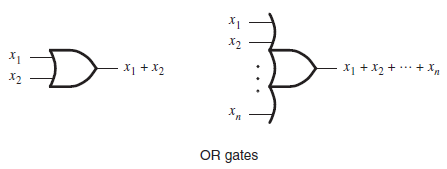 x₁
x₂
x₁ + x₂
x₁
x₂
xₙ
x₁ + x₂ + ··· + xₙ
OR gates